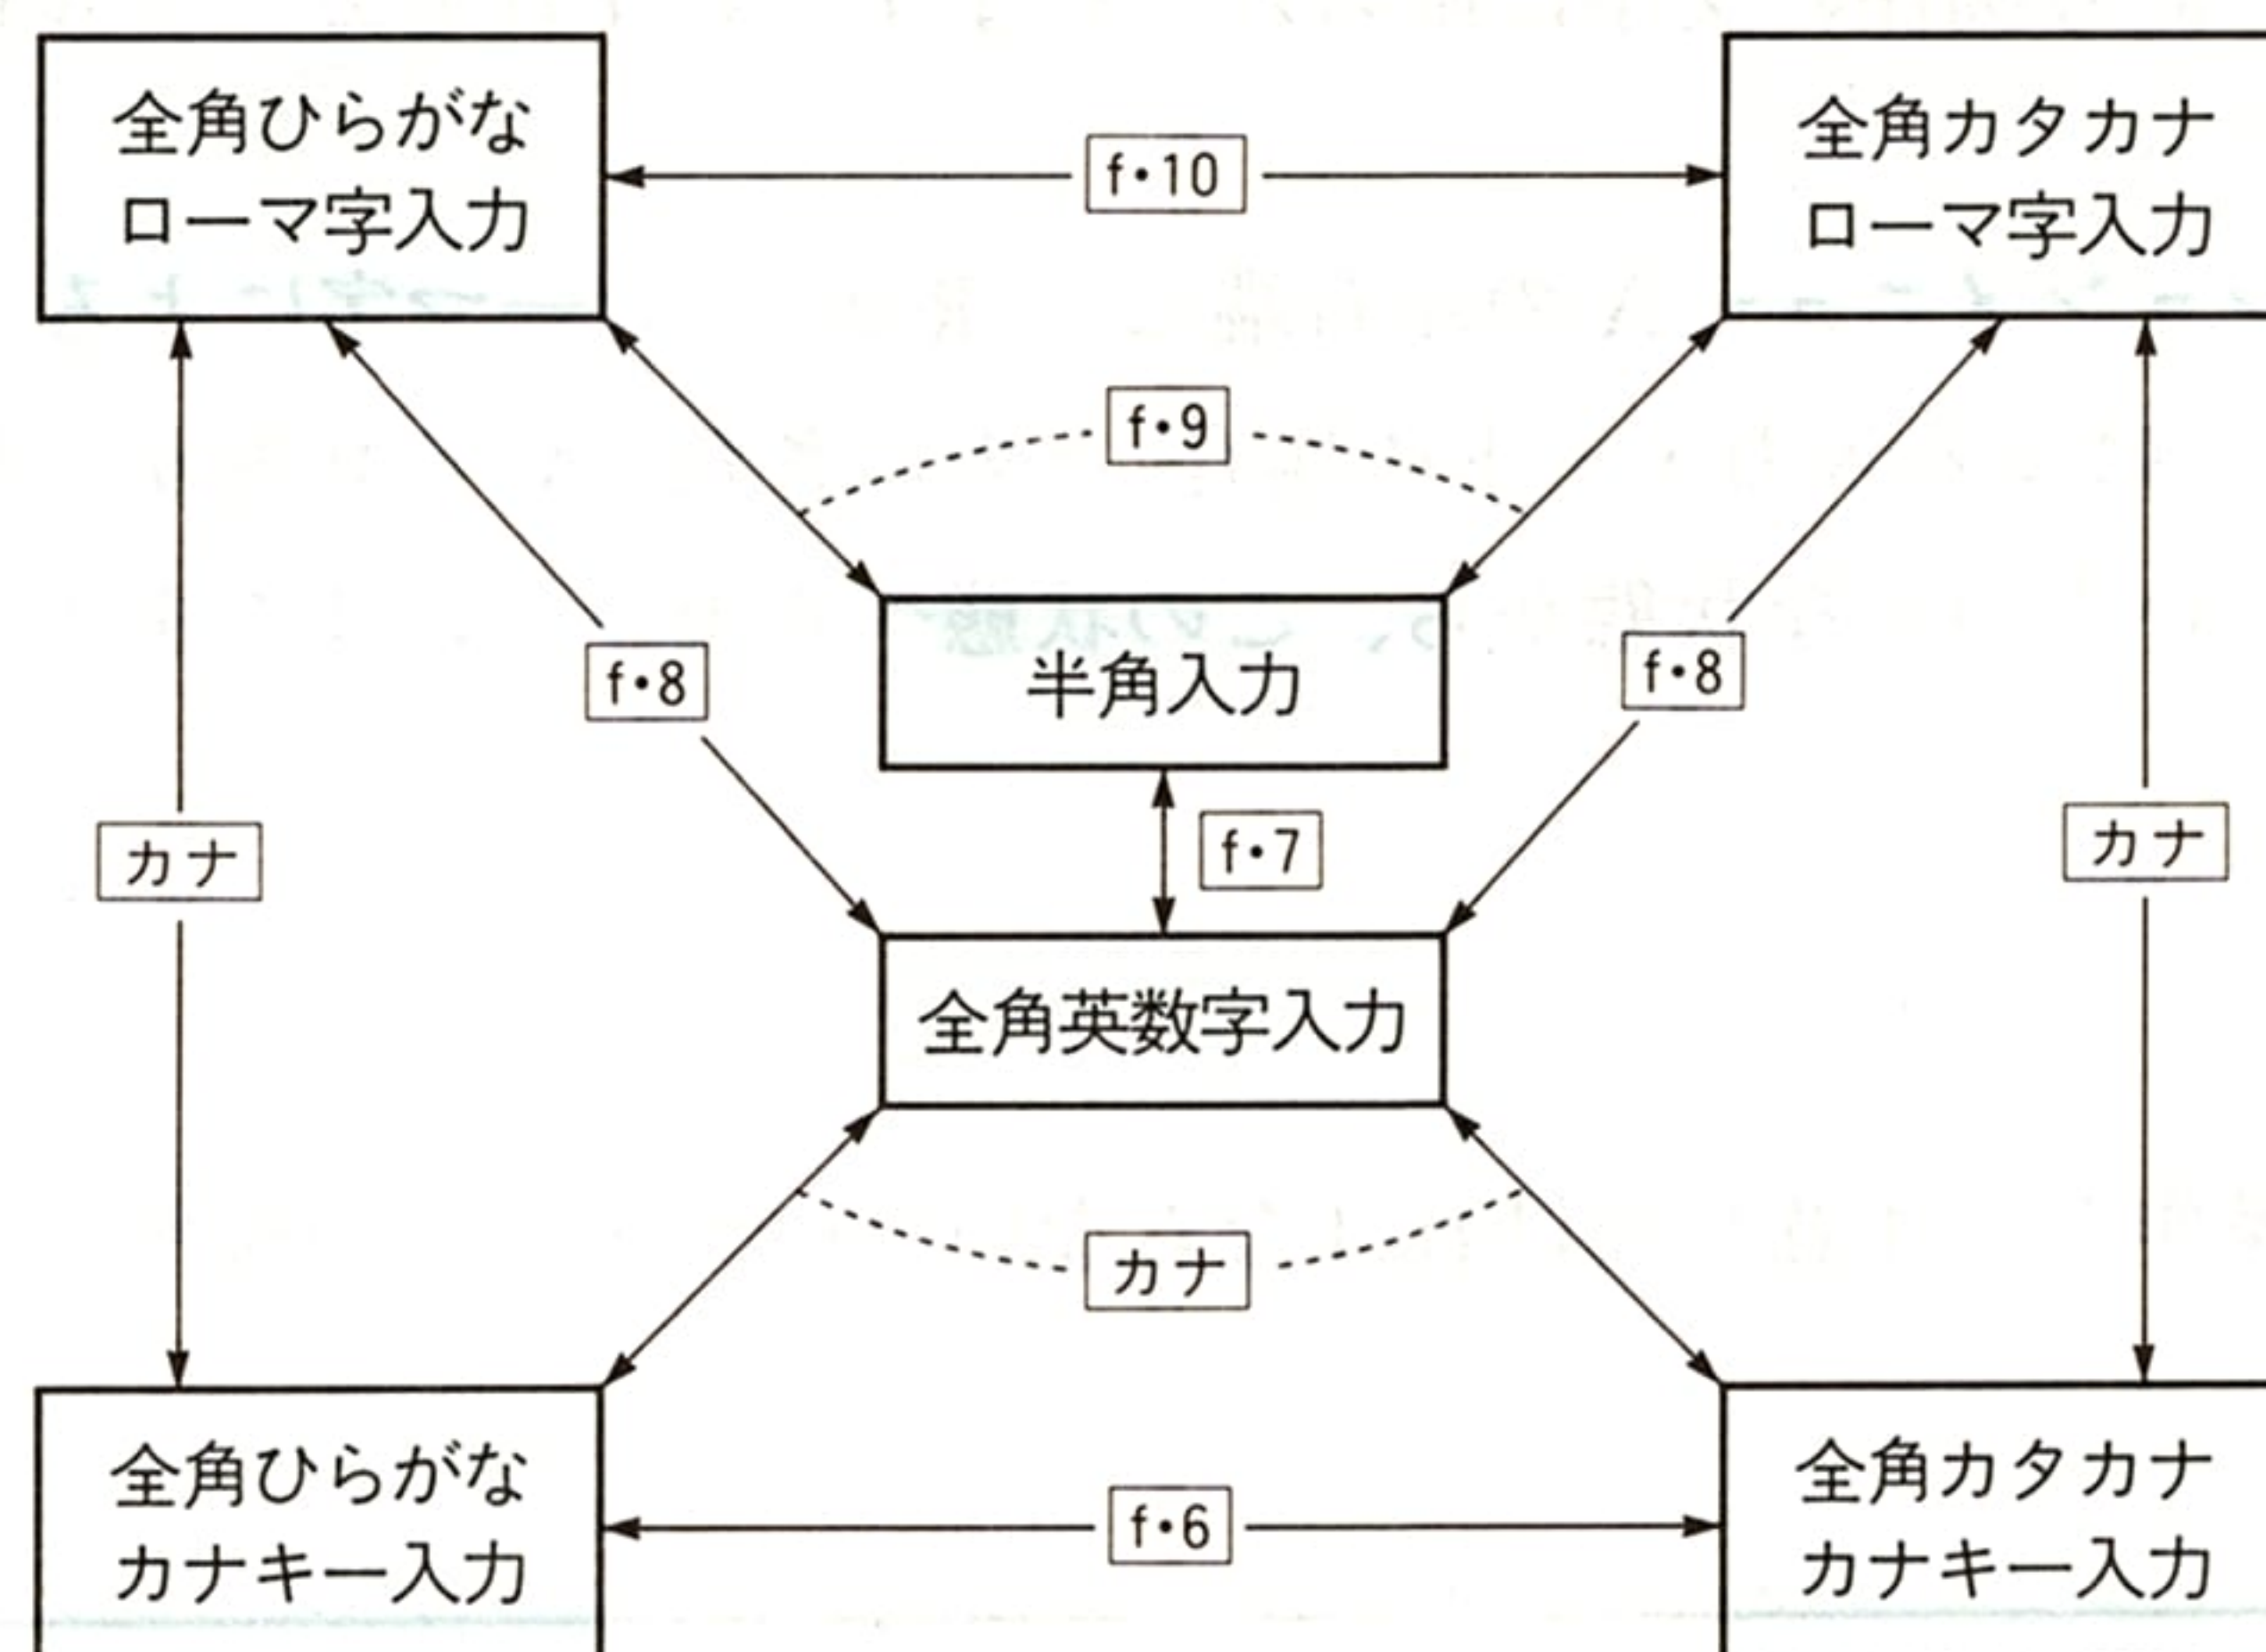 全角ひらがな
ローマ字入力
f・10
全角カタカナ
ローマ字入力
f・9
f・8
半角入力
f・8
カナ
f・7
カナ
全角英数字入力
カナ
全角ひらがな
カナキー入力
f・6
全角カタカナ
カナキー入力